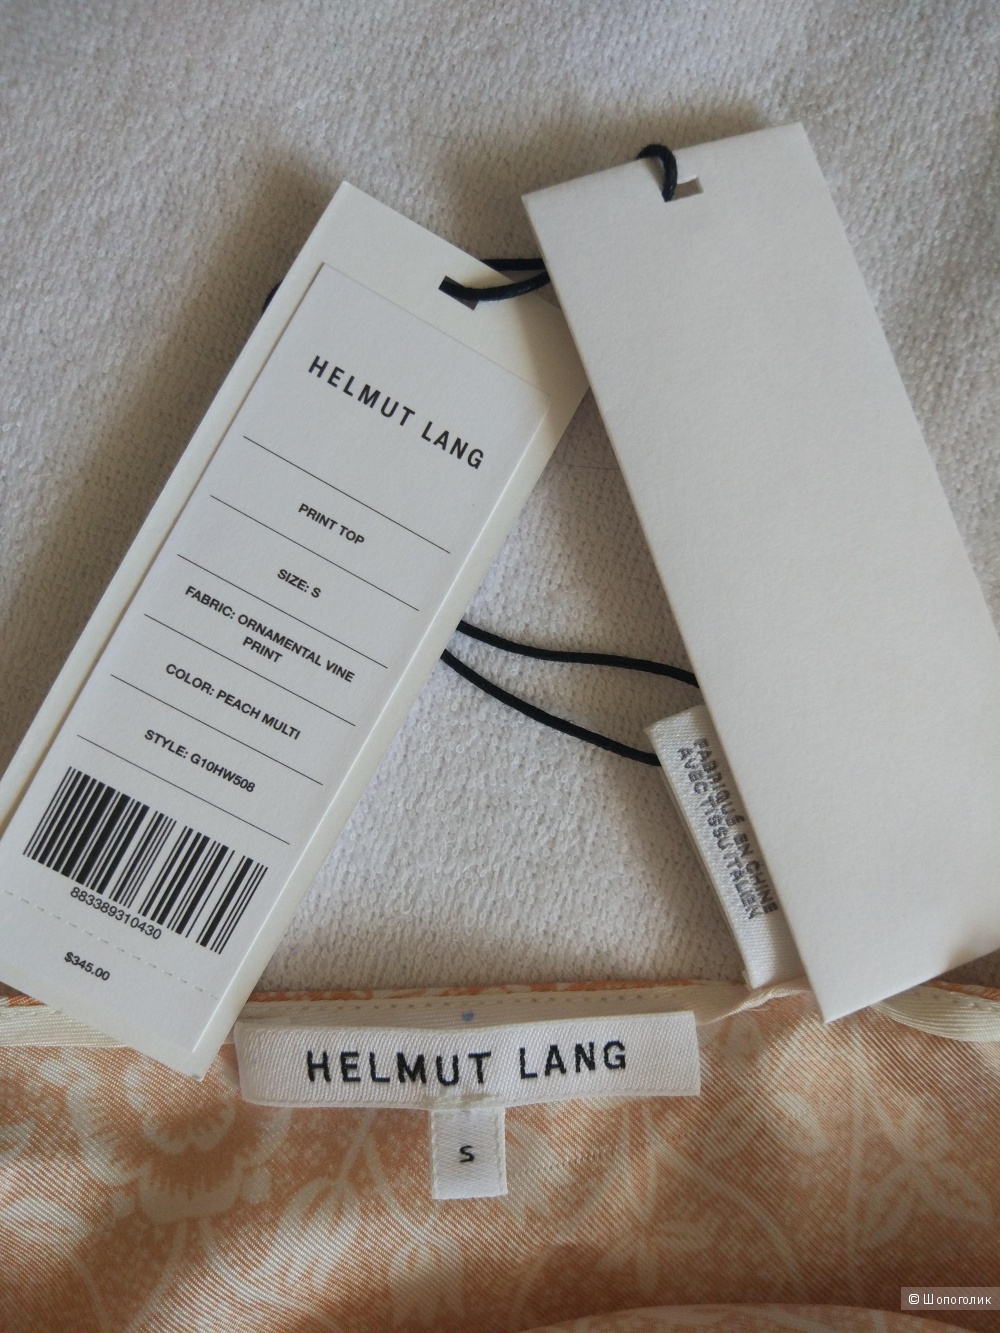 HELMUT LANG
PRINT TOP
SIZE: S
FABRIC: ORNAMENTAL VINE
PRINT
COLOR: PEACH MULTI
STYLE: G10HW508
883389310430
$345.00
FABRIQUÉ EN CHINE
AVEC TISSU ITALIEN
HELMUT LANG
S
© Шопоголик